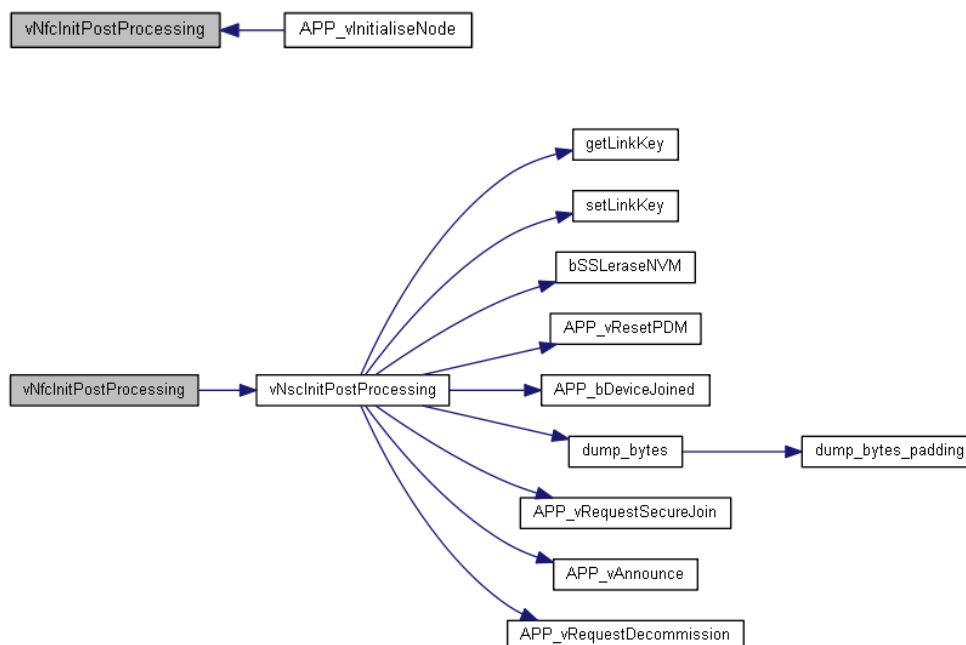 vNfcInitPostProcessing
APP_vInitialiseNode
getLinkKey
setLinkKey
bSSLeraseNVM
APP_vResetPDM
vNfcInitPostProcessing
vNscInitPostProcessing
APP_bDeviceJoined
dump_bytes
dump_bytes_padding
APP_vRequestSecureJoin
APP_vAnnounce
APP_vRequestDecommission